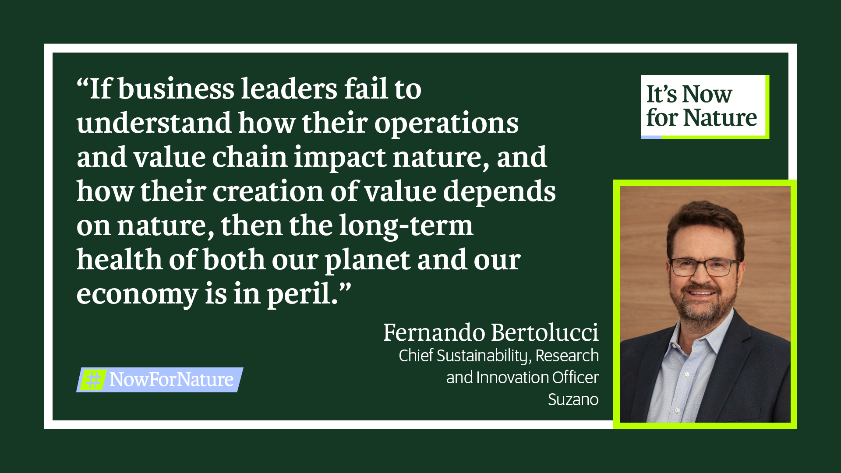 “If business leaders fail to
understand how their operations
and value chain impact nature, and
how their creation of value depends
on nature, then the long-term
health of both our planet and our
economy is in peril.”
It’s Now
for Nature
Fernando Bertolucci
Chief Sustainability, Research
and Innovation Officer
Suzano
#NowForNature